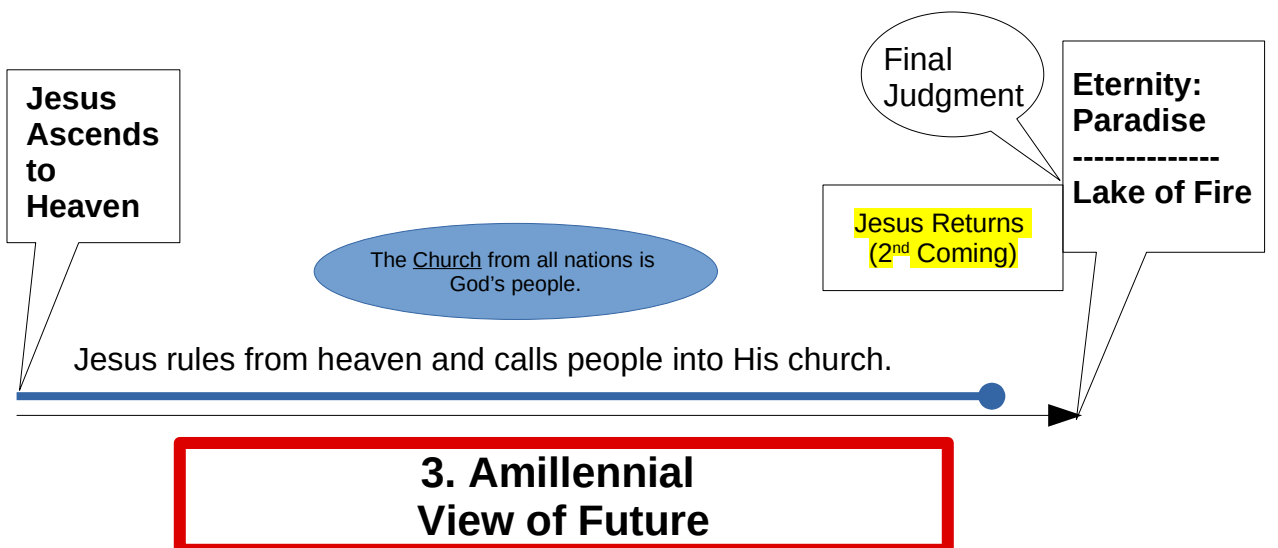 Jesus
Ascends
to
Heaven
The Church from all nations is
God’s people.
Jesus rules from heaven and calls people into His church.
Final
Judgment
Jesus Returns
(2nd Coming)
Eternity:
Paradise
--------------
Lake of Fire
3. Amillennial
View of Future